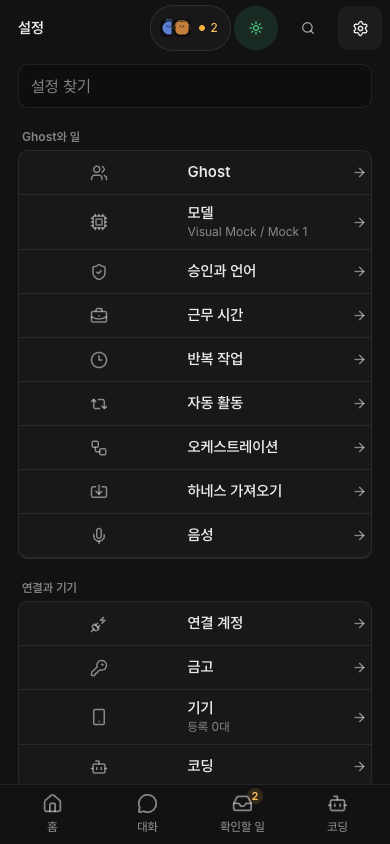 설정
2
설정 찾기
Ghost와 일
Ghost
모델
Visual Mock / Mock 1
승인과 언어
근무 시간
반복 작업
자동 활동
오케스트레이션
하네스 가져오기
음성
연결과 기기
연결 계정
금고
기기
등록 0대
코딩
2
홈
대화
확인할 일
코딩